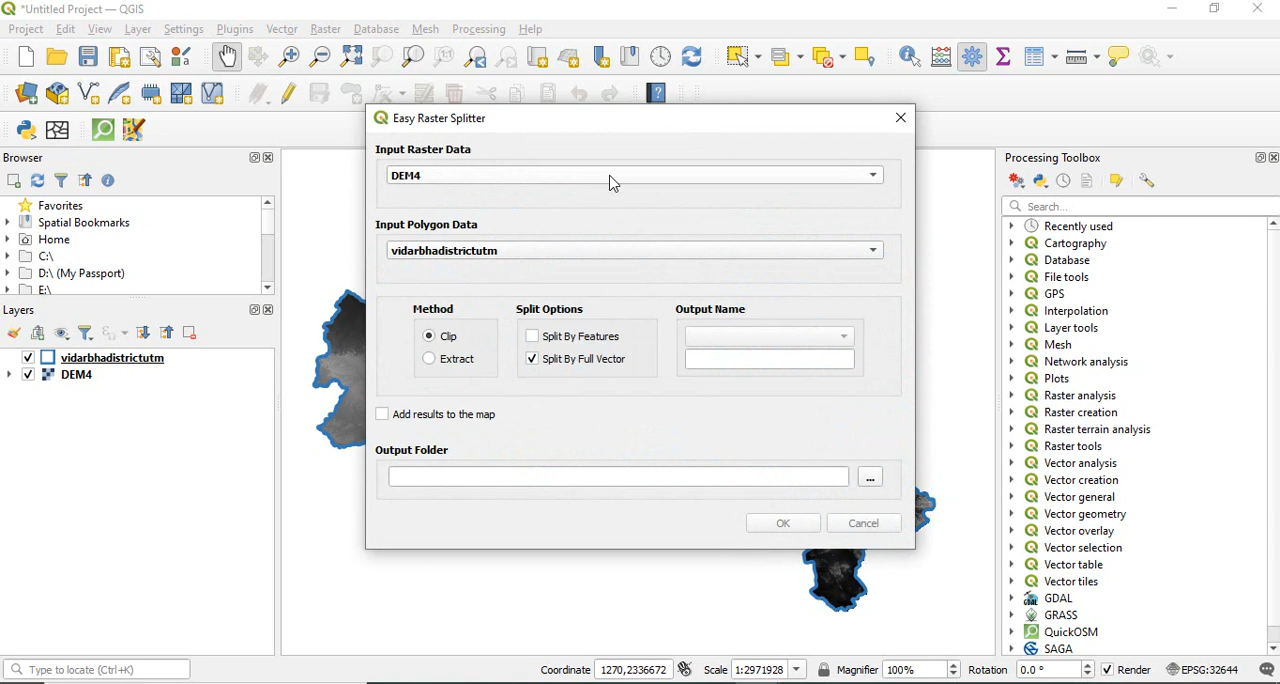 *Untitled Project — QGIS
Project Edit View Layer Settings Plugins Vector Raster Database Mesh Processing Help
Easy Raster Splitter
Input Raster Data
DEM4
Input Polygon Data
vidarbhadistrictutm
Method Split Options Output Name
Clip Split By Features
Extract Split By Full Vector
Add results to the map
Output Folder
...
OK Cancel
Browser
Favorites
Spatial Bookmarks
Home
C:\
D:\ (My Passport)
E:\
Layers
vidarbhadistrictutm
DEM4
Processing Toolbox
Search...
Recently used
Cartography
Database
File tools
GPS
Interpolation
Layer tools
Mesh
Network analysis
Plots
Raster analysis
Raster creation
Raster terrain analysis
Raster tools
Vector analysis
Vector creation
Vector general
Vector geometry
Vector overlay
Vector selection
Vector table
Vector tiles
GDAL
GRASS
QuickOSM
SAGA
Type to locate (Ctrl+K) Coordinate 1270,2336672 Scale 1:2971928 Magnifier 100% Rotation 0.0 ° Render EPSG:32644